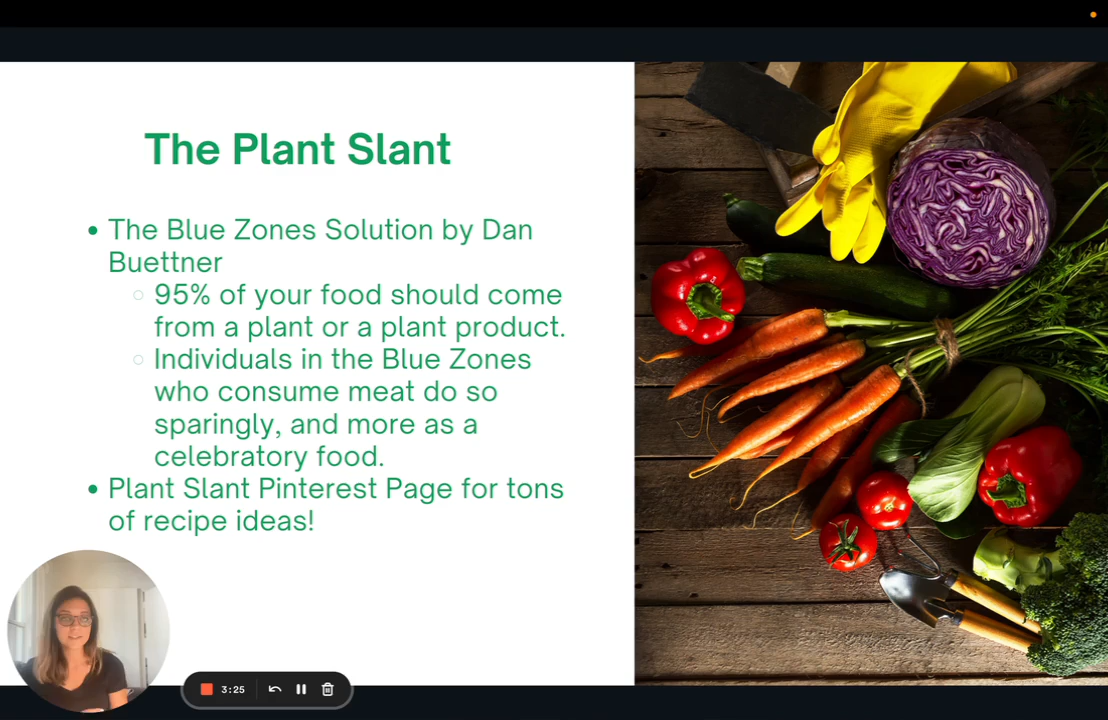 The Plant Slant
The Blue Zones Solution by Dan
Buettner
95% of your food should come
from a plant or a plant product.
Individuals in the Blue Zones
who consume meat do so
sparingly, and more as a
celebratory food.
Plant Slant Pinterest Page for tons
of recipe ideas!
3:25